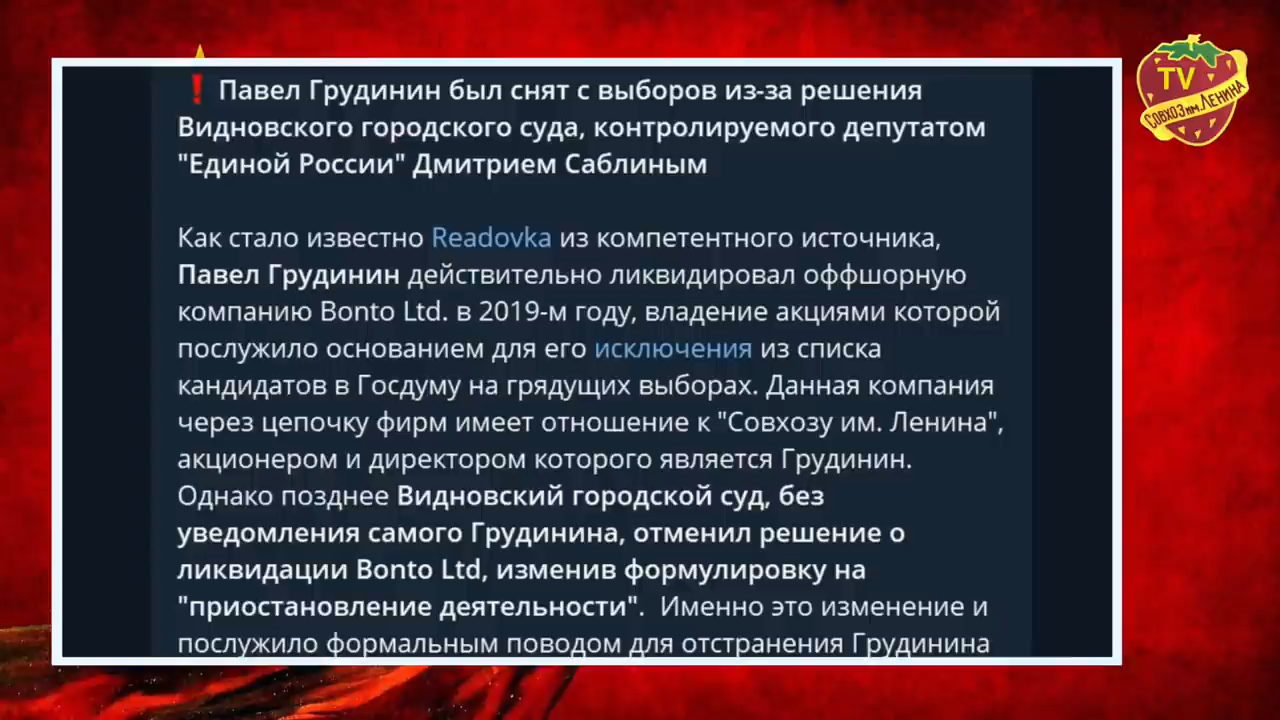 ❗ Павел Грудинин был снят с выборов из-за решения
Видновского городского суда, контролируемого депутатом
"Единой России" Дмитрием Саблиным
Как стало известно Readovka из компетентного источника,
Павел Грудинин действительно ликвидировал оффшорную
компанию Bonto Ltd. в 2019-м году, владение акциями которой
послужило основанием для его исключения из списка
кандидатов в Госдуму на грядущих выборах. Данная компания
через цепочку фирм имеет отношение к "Совхозу им. Ленина",
акционером и директором которого является Грудинин.
Однако позднее Видновский городской суд, без
уведомления самого Грудинина, отменил решение о
ликвидации Bonto Ltd, изменив формулировку на
"приостановление деятельности". Именно это изменение и
послужило формальным поводом для отстранения Грудинина
TV
СОВХОЗ им. ЛЕНИНА